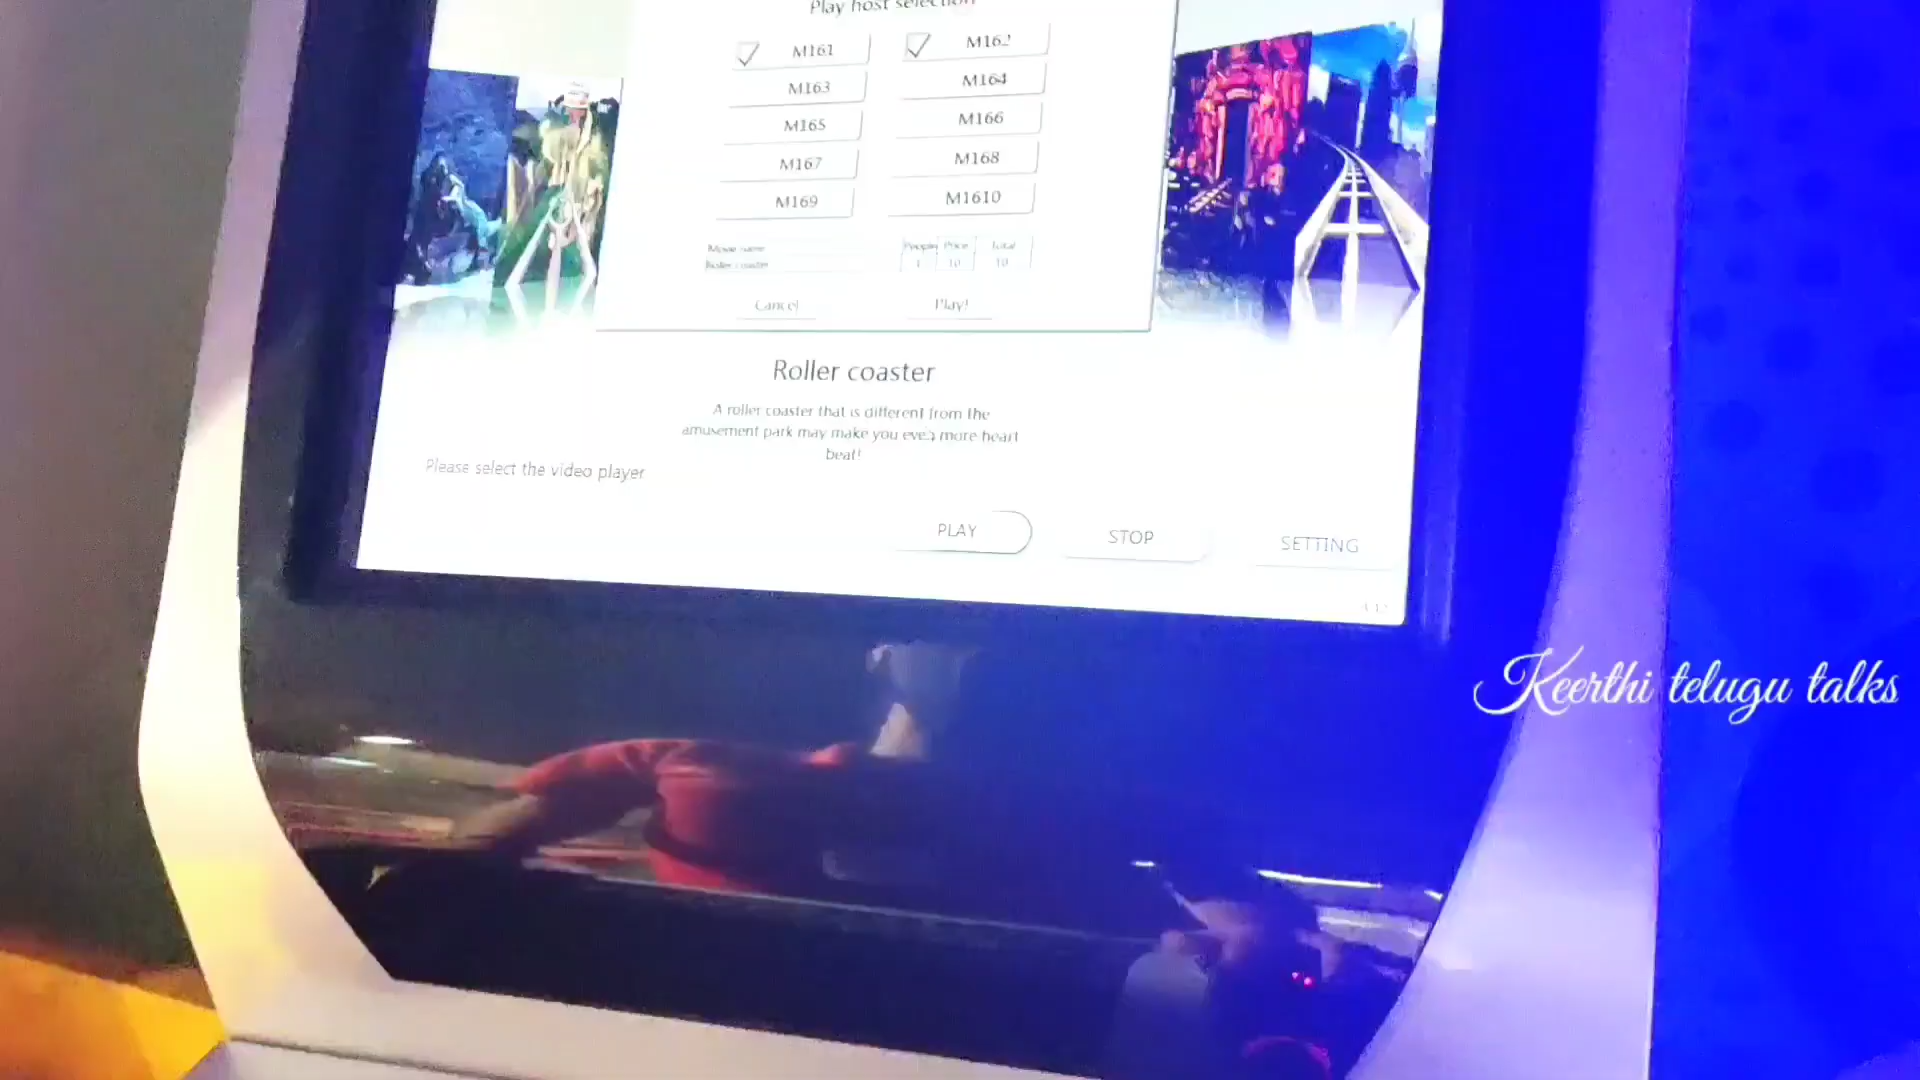 Play host selection
M161 M162
M163 M164
M165 M166
M167 M168
M169 M1610
Movie name
Roller coaster
People Price Total
1 10 10
Cancel Play!
Roller coaster
A roller coaster that is different from the
amusement park may make you even more heart
beat!
Please select the video player
PLAY STOP SETTING
Keerthi telugu talks